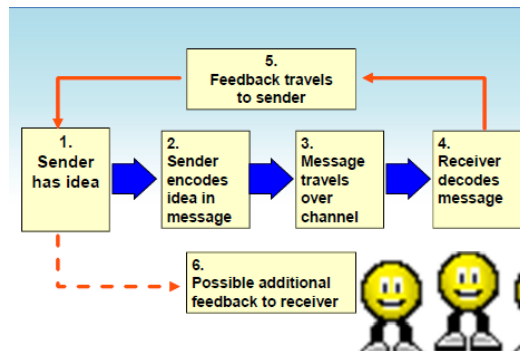 5.
Feedback travels
to sender
1.
Sender
has idea
2.
Sender
encodes
idea in
message
3.
Message
travels
over
channel
4.
Receiver
decodes
message
6.
Possible additional
feedback to receiver